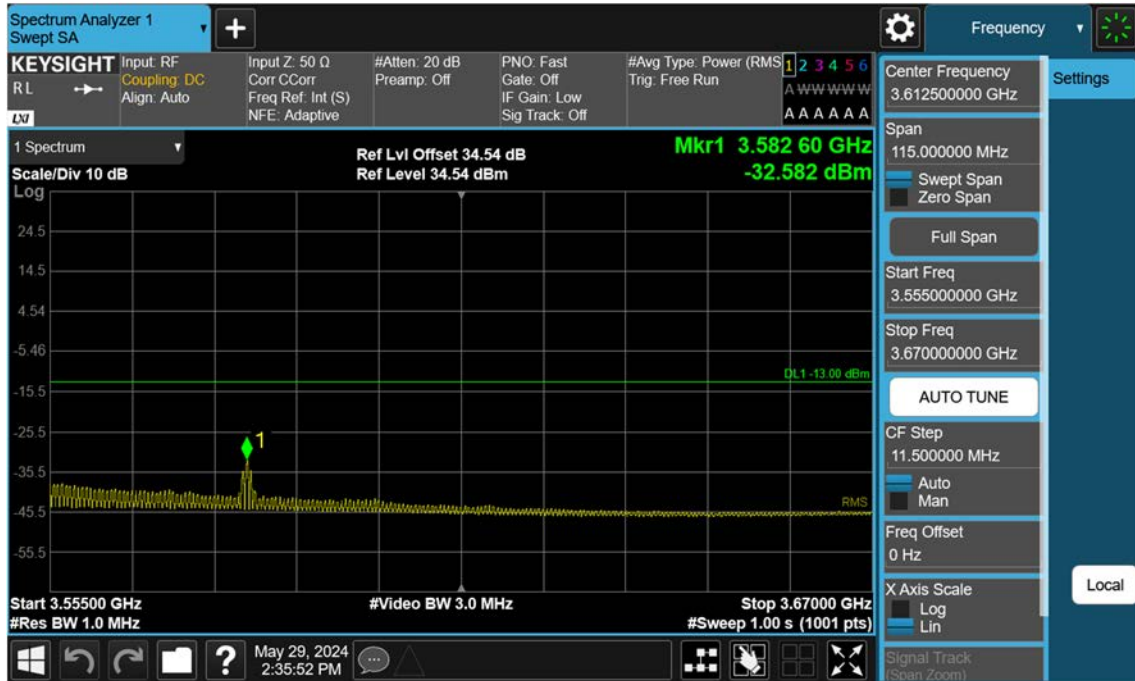 Spectrum Analyzer 1
Swept SA
+
Frequency
KEYSIGHT
RL
LXI
Input: RF
Coupling: DC
Align: Auto
Input Z: 50 Ω
Corr CCorr
Freq Ref: Int (S)
NFE: Adaptive
#Atten: 20 dB
Preamp: Off
PNO: Fast
Gate: Off
IF Gain: Low
Sig Track: Off
#Avg Type: Power (RMS
Trig: Free Run
1 2 3 4 5 6
A W W W W W
A A A A A A
1 Spectrum
Scale/Div 10 dB
Ref Lvl Offset 34.54 dB
Ref Level 34.54 dBm
Mkr1 3.582 60 GHz
-32.582 dBm
Log
24.5
14.5
4.54
-5.46
-15.5
-25.5
-35.5
-45.5
-55.5
DL1 -13.00 dBm
1
RMS
Start 3.55500 GHz
#Res BW 1.0 MHz
#Video BW 3.0 MHz
Stop 3.67000 GHz
#Sweep 1.00 s (1001 pts)
Center Frequency
3.612500000 GHz
Span
115.000000 MHz
Swept Span
Zero Span
Full Span
Start Freq
3.555000000 GHz
Stop Freq
3.670000000 GHz
AUTO TUNE
CF Step
11.500000 MHz
Auto
Man
Freq Offset
0 Hz
X Axis Scale
Log
Lin
Signal Track
(Span Zoom)
Settings
Local
?
May 29, 2024
2:35:52 PM